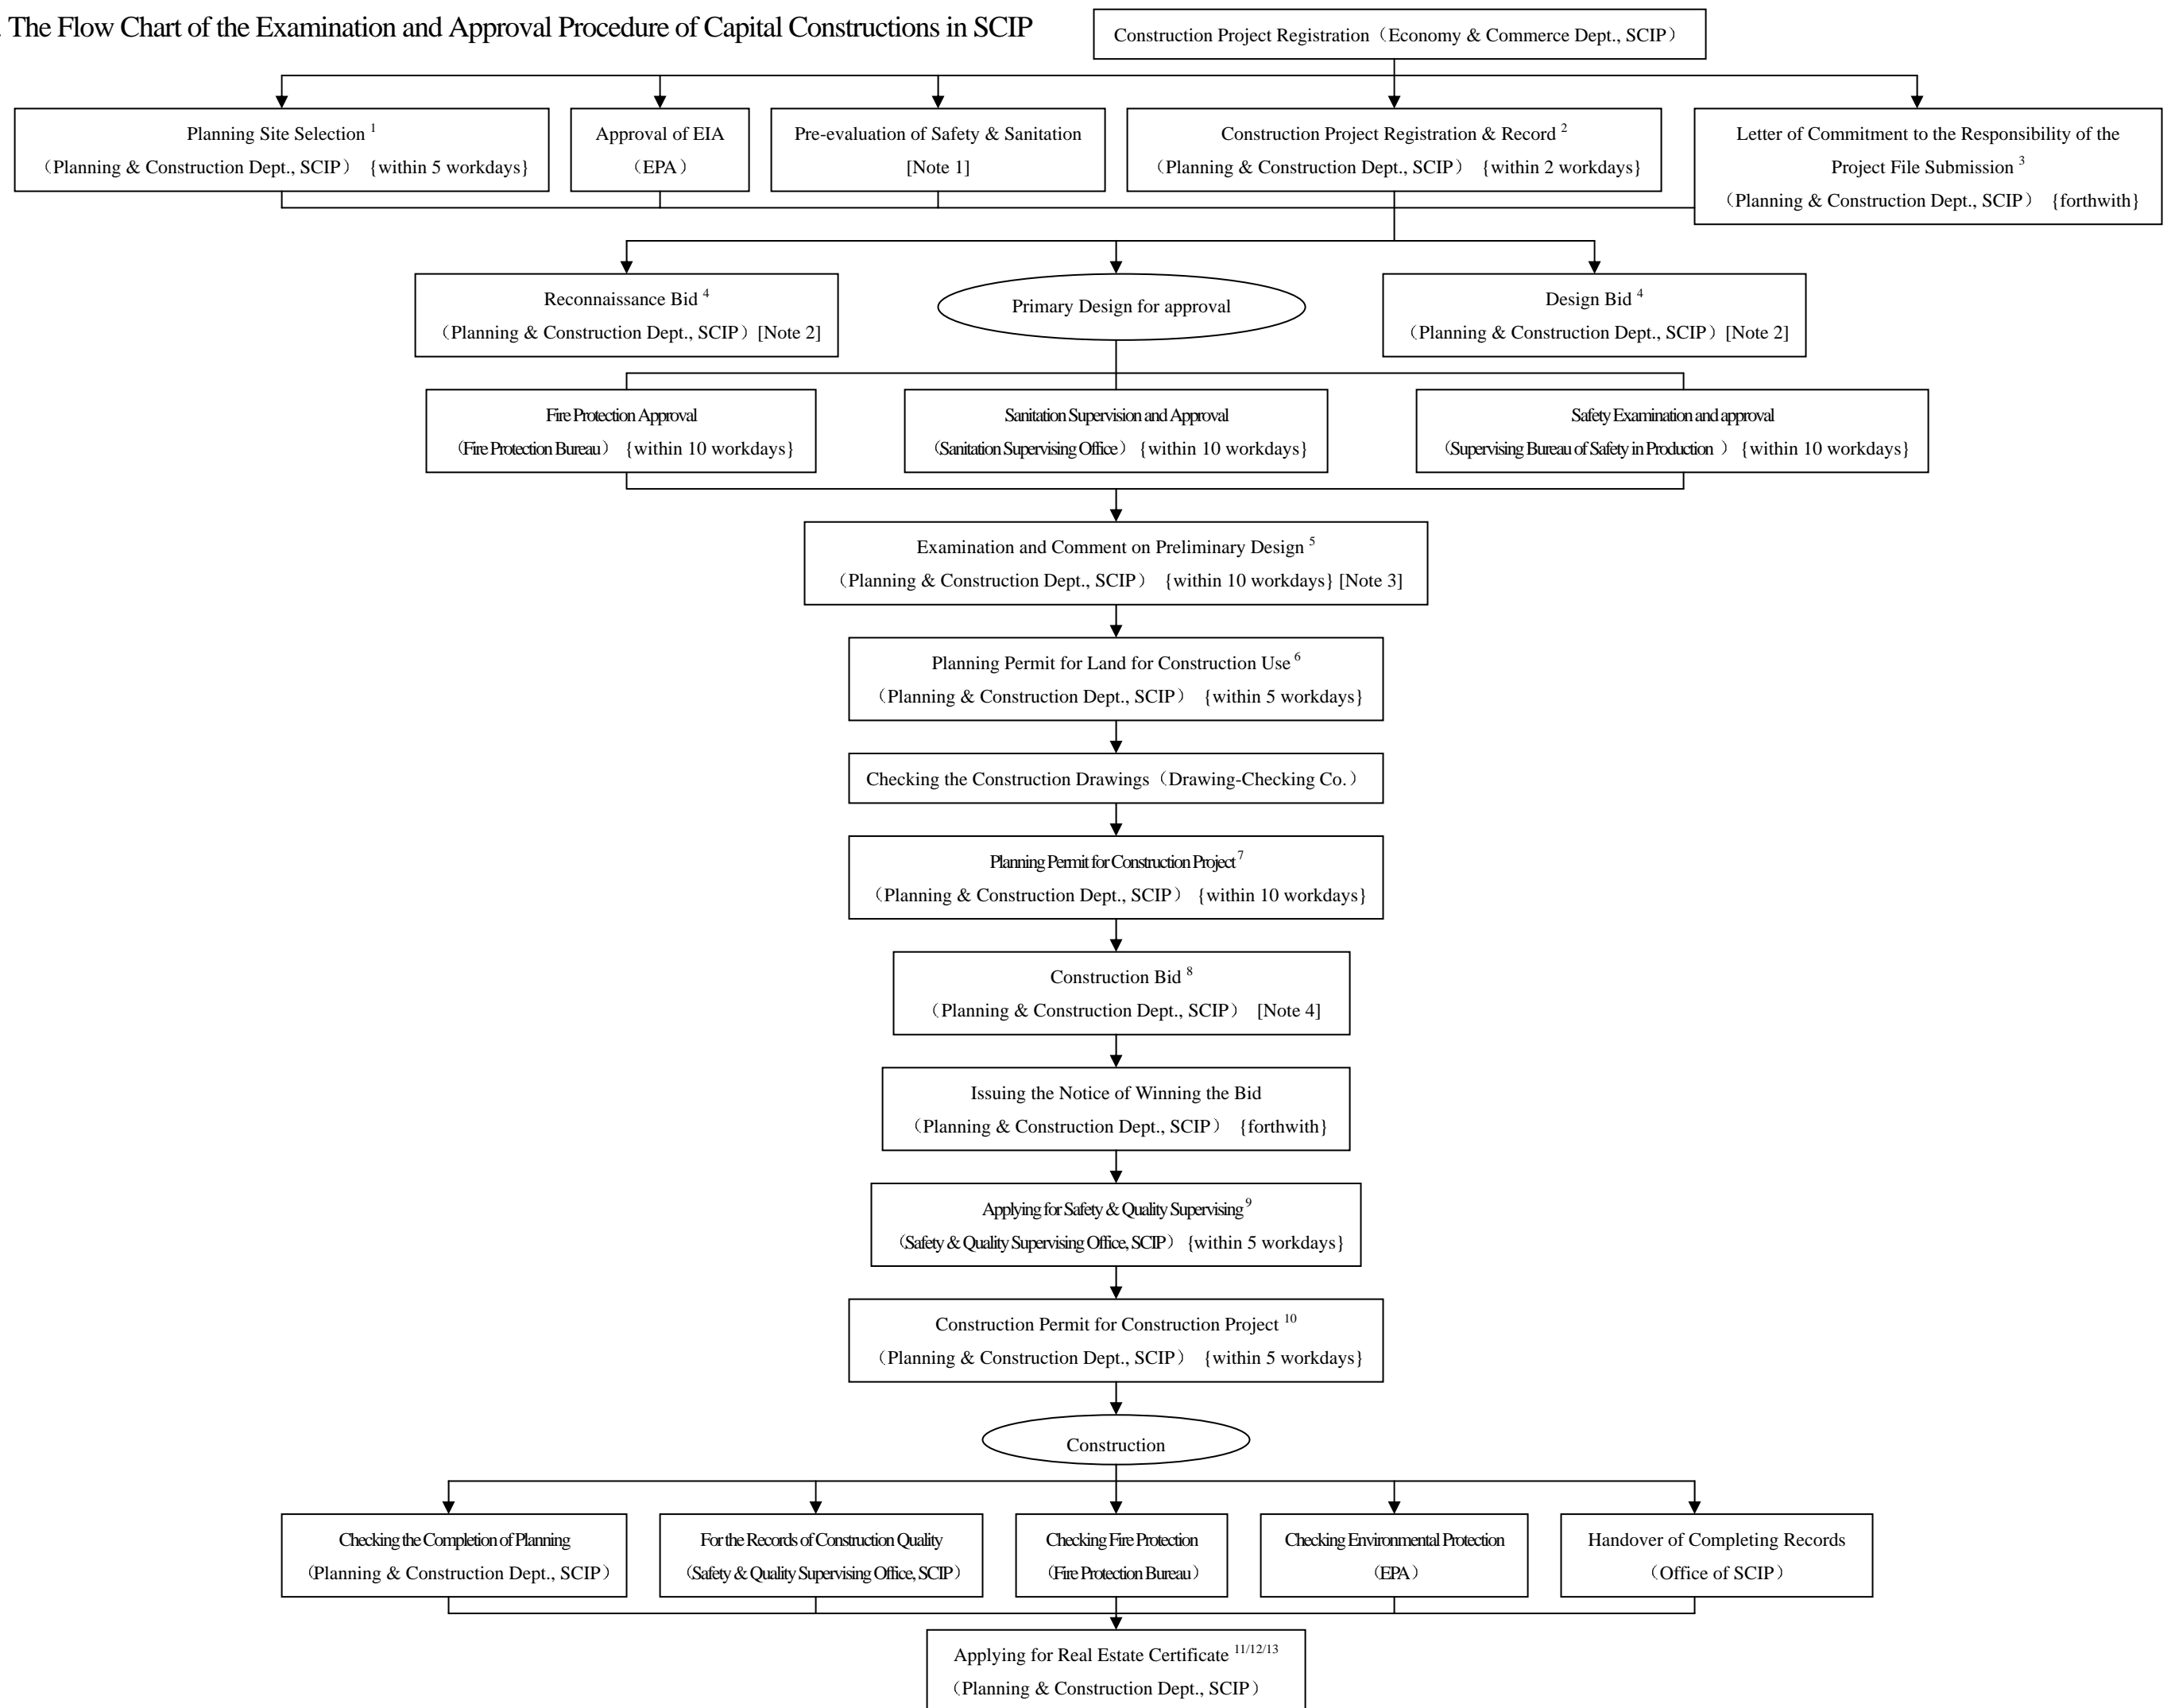 The Flow Chart of the Examination and Approval Procedure of Capital Constructions in SCIP
Construction Project Registration（Economy & Commerce Dept., SCIP）
Planning Site Selection 1
（Planning & Construction Dept., SCIP） {within 5 workdays}
Approval of EIA
（EPA）
Pre-evaluation of Safety & Sanitation
[Note 1]
Construction Project Registration & Record 2
（Planning & Construction Dept., SCIP） {within 2 workdays}
Letter of Commitment to the Responsibility of the
Project File Submission 3
（Planning & Construction Dept., SCIP） {forthwith}
Reconnaissance Bid 4
（Planning & Construction Dept., SCIP）[Note 2]
Primary Design for approval
Design Bid 4
（Planning & Construction Dept., SCIP）[Note 2]
Fire Protection Approval
（Fire Protection Bureau） {within 10 workdays}
Sanitation Supervision and Approval
（Sanitation Supervising Office） {within 10 workdays}
Safety Examination and approval
（Supervising Bureau of Safety in Production ） {within 10 workdays}
Examination and Comment on Preliminary Design 5
（Planning & Construction Dept., SCIP） {within 10 workdays} [Note 3]
Planning Permit for Land for Construction Use 6
（Planning & Construction Dept., SCIP） {within 5 workdays}
Checking the Construction Drawings（Drawing-Checking Co.）
Planning Permit for Construction Project 7
（Planning & Construction Dept., SCIP） {within 10 workdays}
Construction Bid 8
（Planning & Construction Dept., SCIP） [Note 4]
Issuing the Notice of Winning the Bid
（Planning & Construction Dept., SCIP） {forthwith}
Applying for Safety & Quality Supervising 9
（Safety & Quality Supervising Office, SCIP） {within 5 workdays}
Construction Permit for Construction Project 10
（Planning & Construction Dept., SCIP） {within 5 workdays}
Construction
Checking the Completion of Planning
（Planning & Construction Dept., SCIP）
For the Records of Construction Quality
（Safety & Quality Supervising Office, SCIP）
Checking Fire Protection
（Fire Protection Bureau）
Checking Environmental Protection
（EPA）
Handover of Completing Records
（Office of SCIP）
Applying for Real Estate Certificate 11/12/13
（Planning & Construction Dept., SCIP）